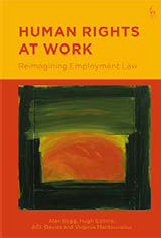 HUMAN RIGHTS
AT WORK
Reimagining Employment Law
Alan Bogg, Hugh Collins,
ACL Davies and Virginia Mantouvalou